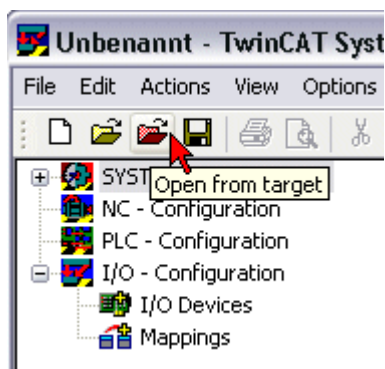 Unbenannt - TwinCAT Syst
File Edit Actions View Options
SYST
Open from target
NC - Configuration
PLC - Configuration
I/O - Configuration
I/O Devices
Mappings